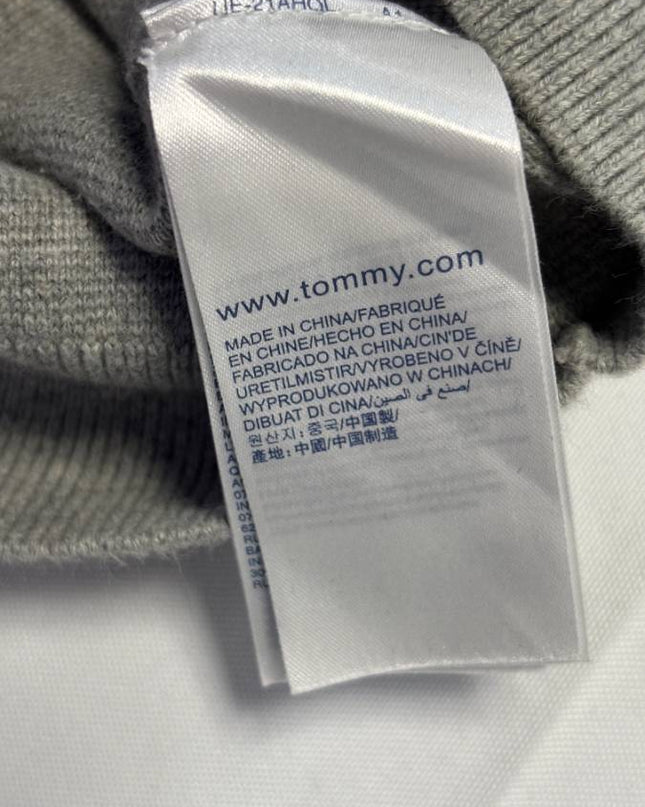 www.tommy.com
MADE IN CHINA/FABRIQUÉ
EN CHINE/HECHO EN CHINA/
FABRICADO NA CHINA/CIN'DE
URETILMISTIR/VYROBENO V ČÍNĚ/
WYPRODUKOWANO W CHINACH/
DIBUAT DI CINA/صنع في الصين/
원산지: 중국/中国製/
產地: 中國/中国制造